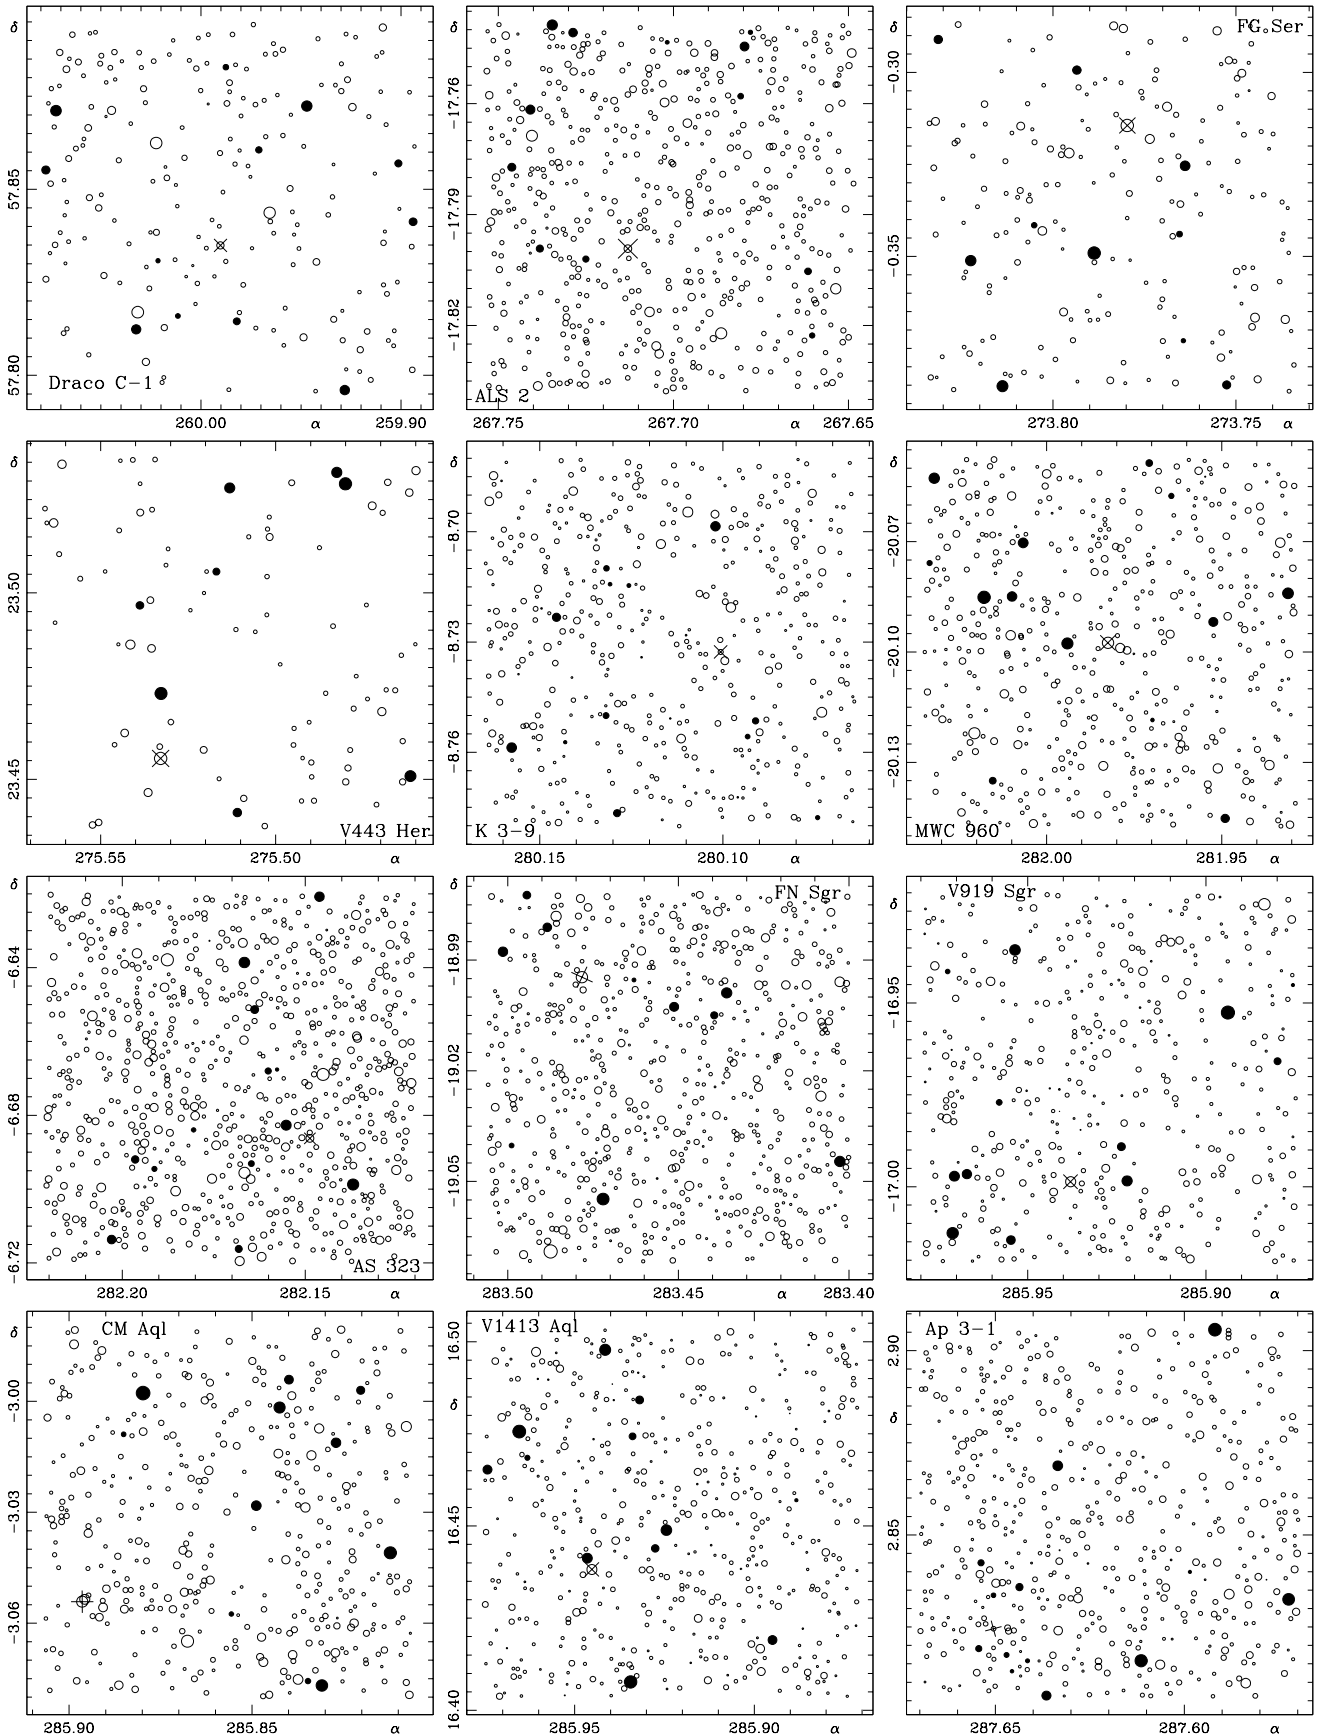 δ
57.85
57.80
Draco C−1
260.00
α
259.90
δ
−17.76
−17.79
−17.82
ALS 2
267.75
267.70
α
267.65
δ
−0.30
−0.35
FG Ser
273.80
273.75
α
δ
23.50
23.45
V443 Her
275.55
275.50
α
δ
−8.70
−8.73
−8.76
K 3−9
280.15
280.10
α
δ
−20.07
−20.10
−20.13
MWC 960
282.00
281.95
α
δ
−6.64
−6.68
−6.72
AS 323
282.20
282.15
α
δ
−18.99
−19.02
−19.05
FN Sgr
283.50
283.45
α
283.40
δ
−16.95
−17.00
V919 Sgr
285.95
285.90
α
δ
−3.00
−3.03
−3.06
CM Aql
285.90
285.85
α
δ
16.50
16.45
16.40
V1413 Aql
285.95
285.90
α
δ
2.90
2.85
Ap 3−1
287.65
287.60
α